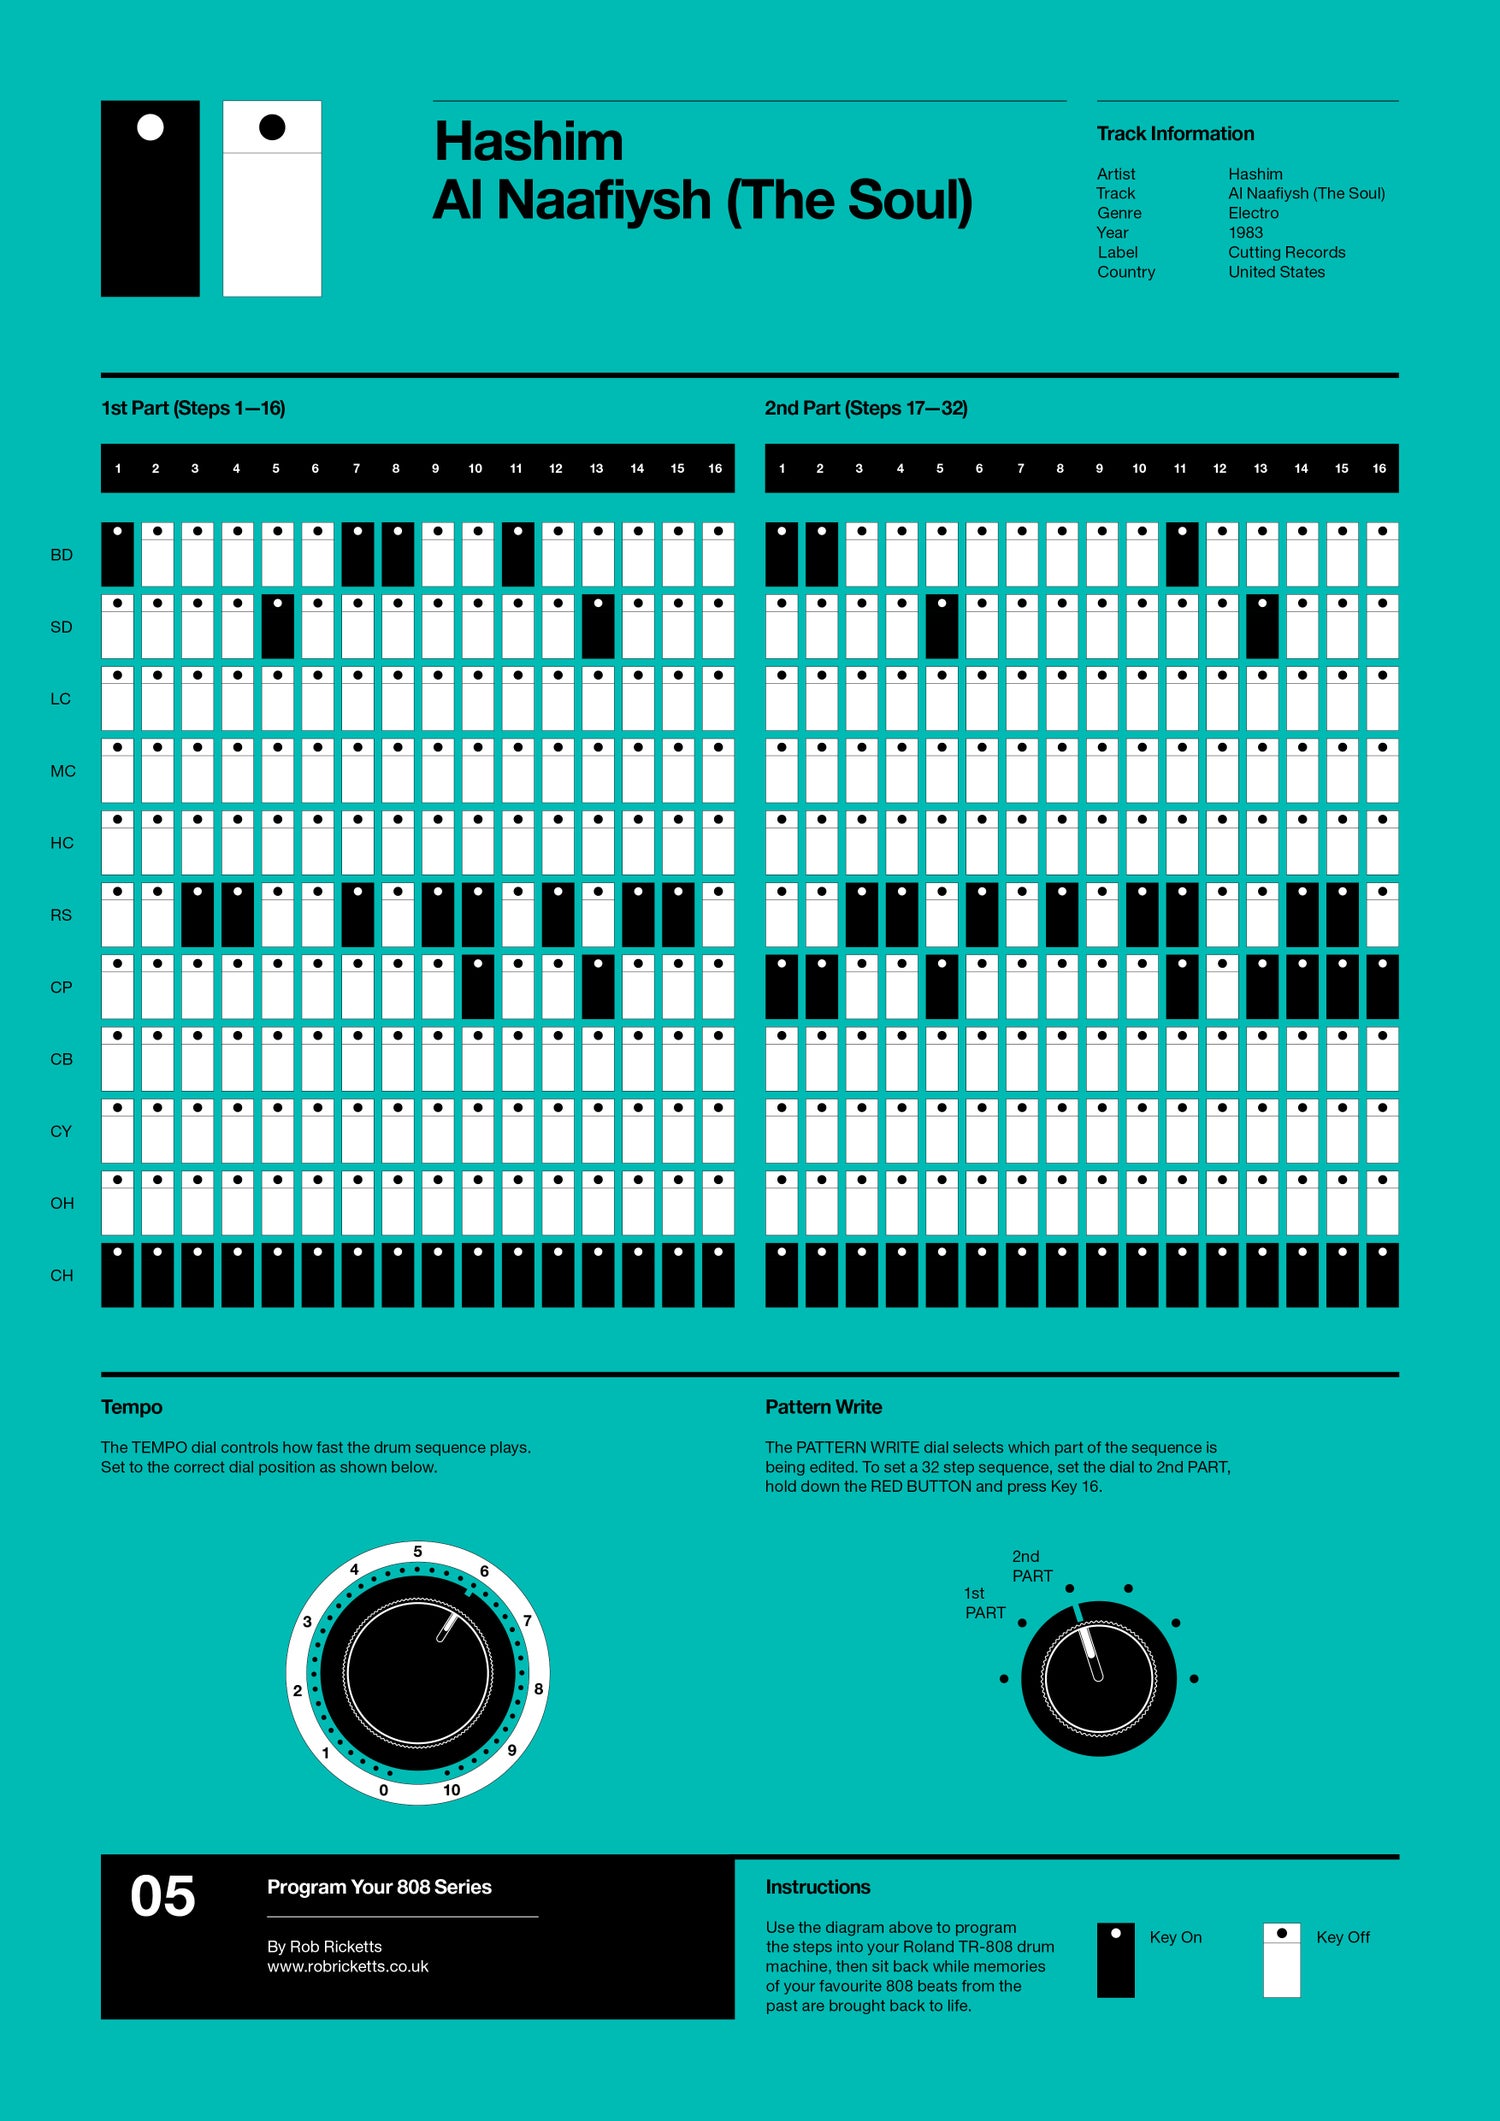 Hashim
Al Naafiysh (The Soul)
Track Information
Artist Hashim
Track Al Naafiysh (The Soul)
Genre Electro
Year 1983
Label Cutting Records
Country United States
1st Part (Steps 1—16)
2nd Part (Steps 17—32)
1 2 3 4 5 6 7 8 9 10 11 12 13 14 15 16
1 2 3 4 5 6 7 8 9 10 11 12 13 14 15 16
BD
SD
LC
MC
HC
RS
CP
CB
CY
OH
CH
Tempo
The TEMPO dial controls how fast the drum sequence plays.
Set to the correct dial position as shown below.
0 1 2 3 4 5 6 7 8 9 10
Pattern Write
The PATTERN WRITE dial selects which part of the sequence is
being edited. To set a 32 step sequence, set the dial to 2nd PART,
hold down the RED BUTTON and press Key 16.
2nd
PART
1st
PART
05
Program Your 808 Series
By Rob Ricketts
www.robricketts.co.uk
Instructions
Use the diagram above to program
the steps into your Roland TR-808 drum
machine, then sit back while memories
of your favourite 808 beats from the
past are brought back to life.
Key On
Key Off